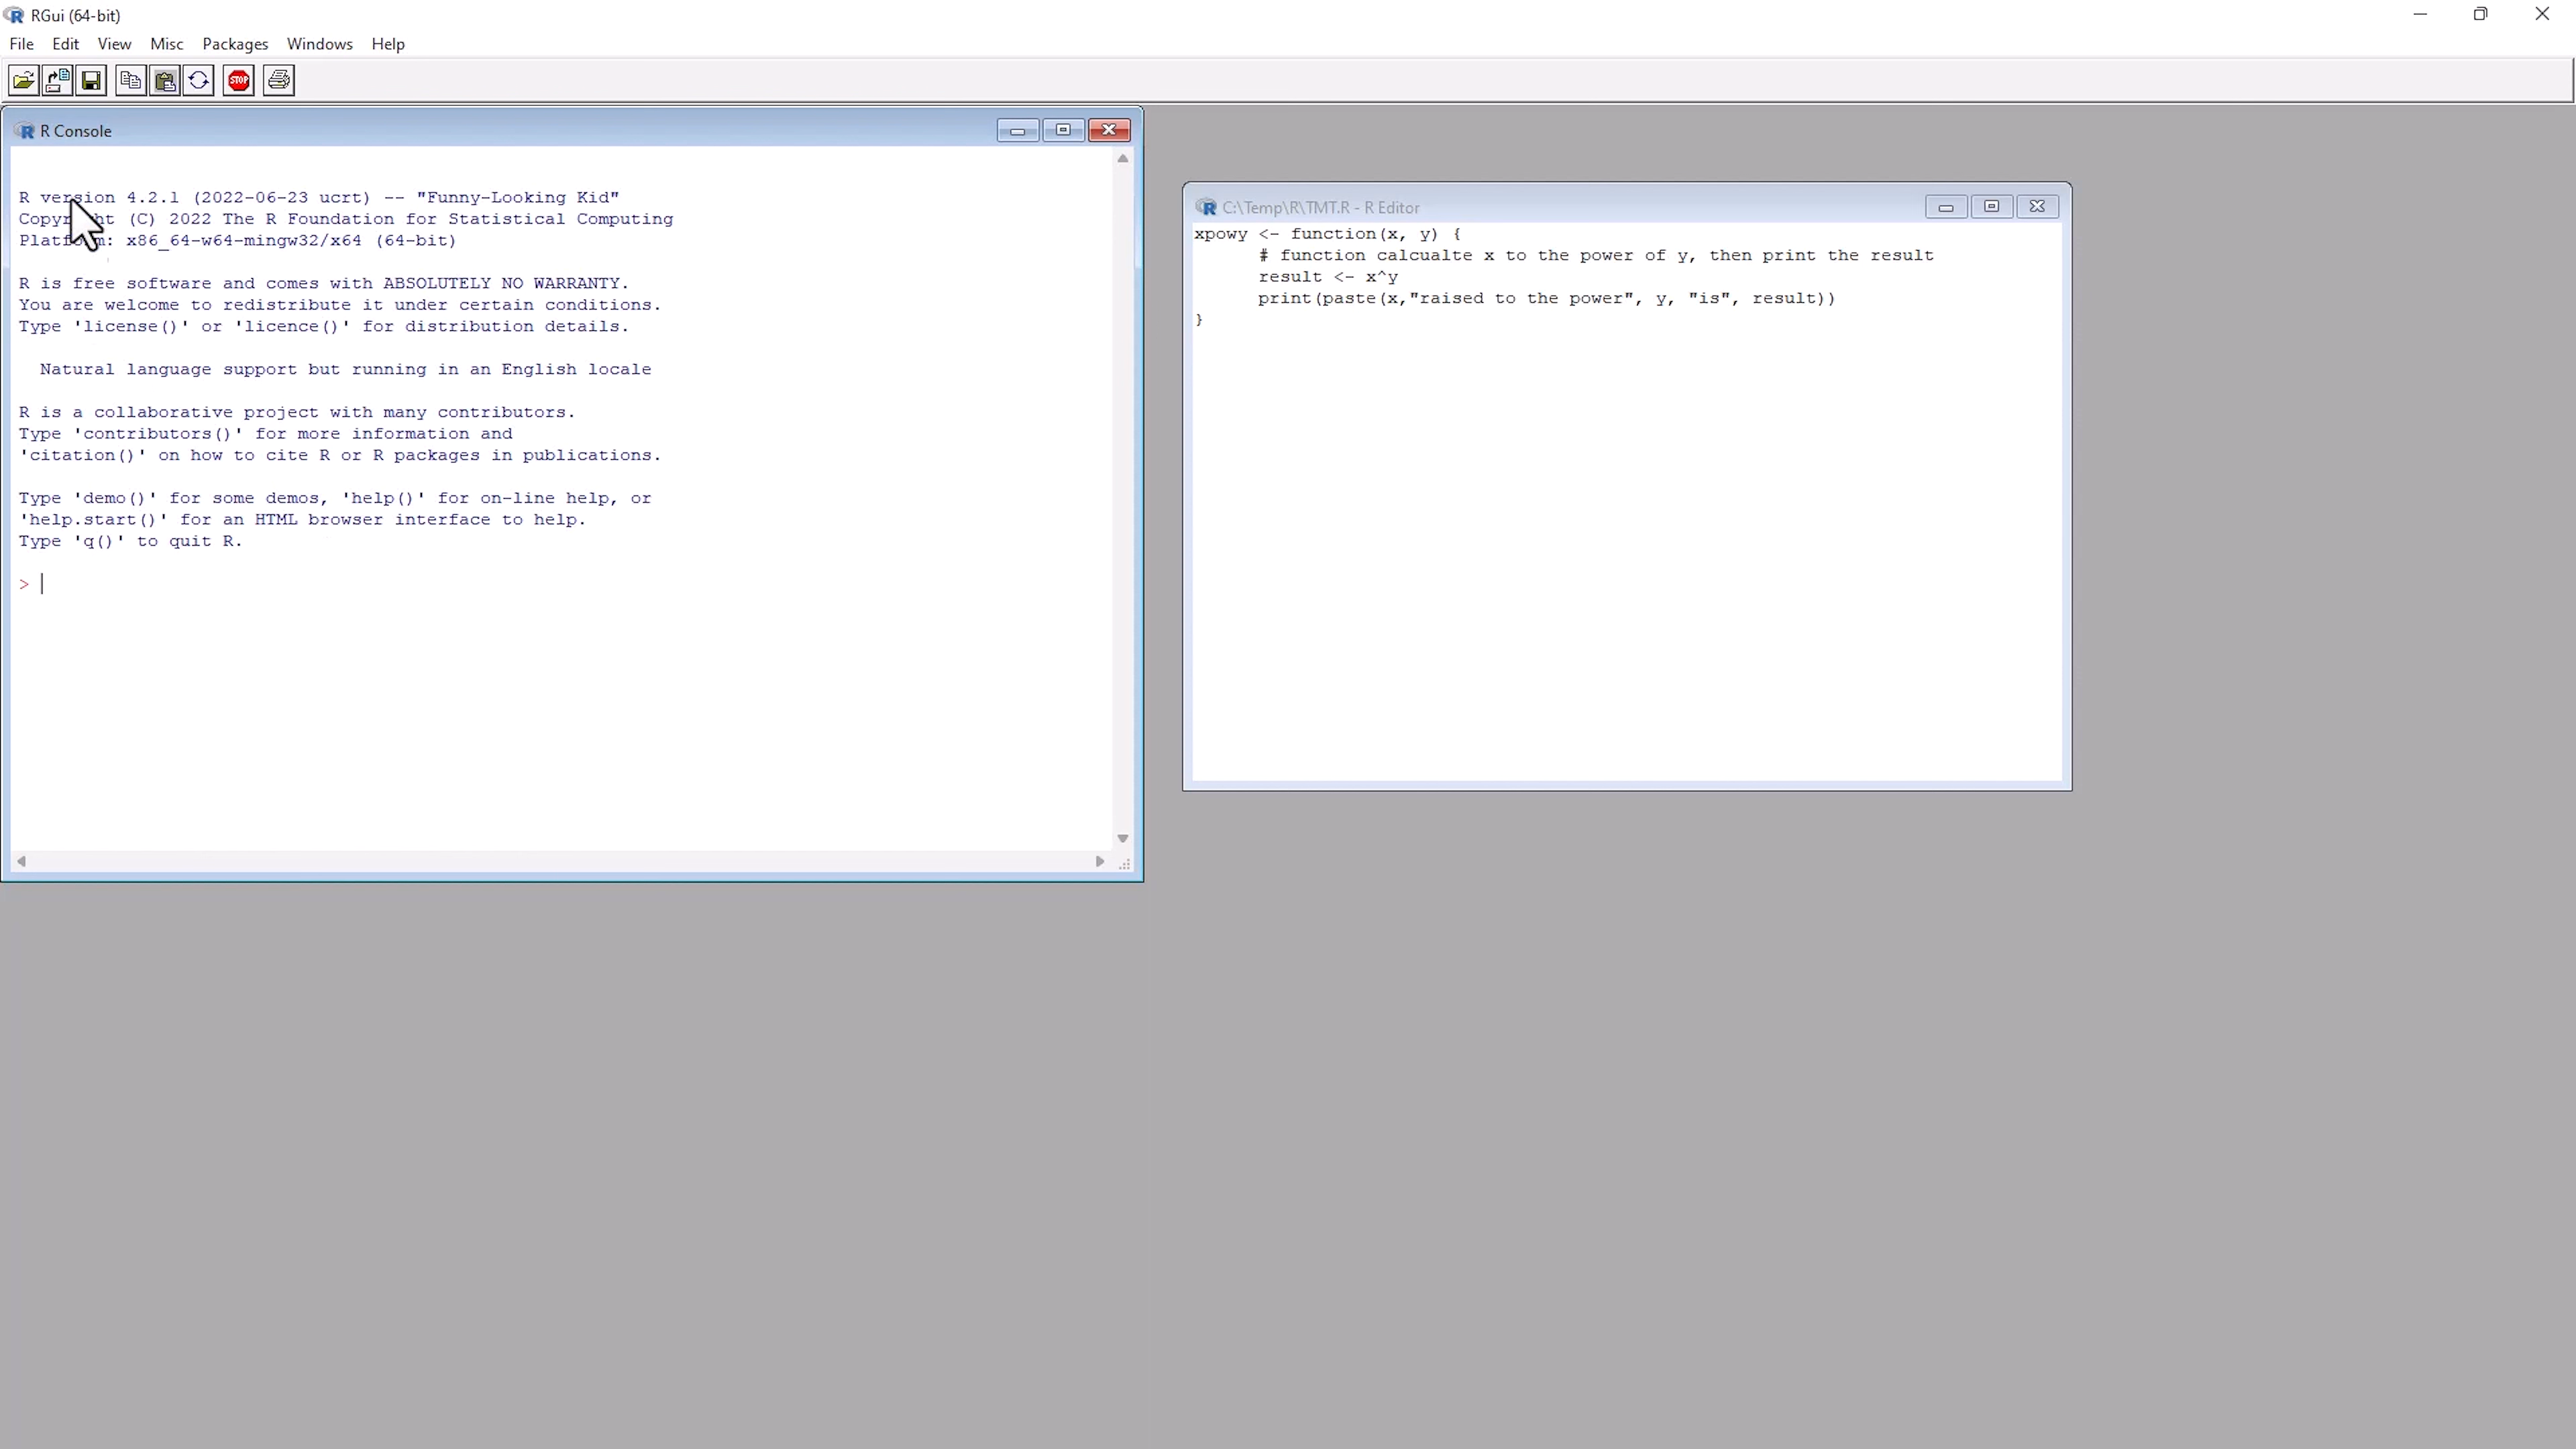 RGui (64-bit)
File Edit View Misc Packages Windows Help
STOP
R Console
R version 4.2.1 (2022-06-23 ucrt) -- "Funny-Looking Kid"
Copyright (C) 2022 The R Foundation for Statistical Computing
Platform: x86_64-w64-mingw32/x64 (64-bit)
R is free software and comes with ABSOLUTELY NO WARRANTY.
You are welcome to redistribute it under certain conditions.
Type 'license()' or 'licence()' for distribution details.
Natural language support but running in an English locale
R is a collaborative project with many contributors.
Type 'contributors()' for more information and
'citation()' on how to cite R or R packages in publications.
Type 'demo()' for some demos, 'help()' for on-line help, or
'help.start()' for an HTML browser interface to help.
Type 'q()' to quit R.
>
C:\Temp\R\TMT.R - R Editor
xpowy <- function(x, y) {
# function calcualte x to the power of y, then print the result
result <- x^y
print(paste(x,"raised to the power", y, "is", result))
}